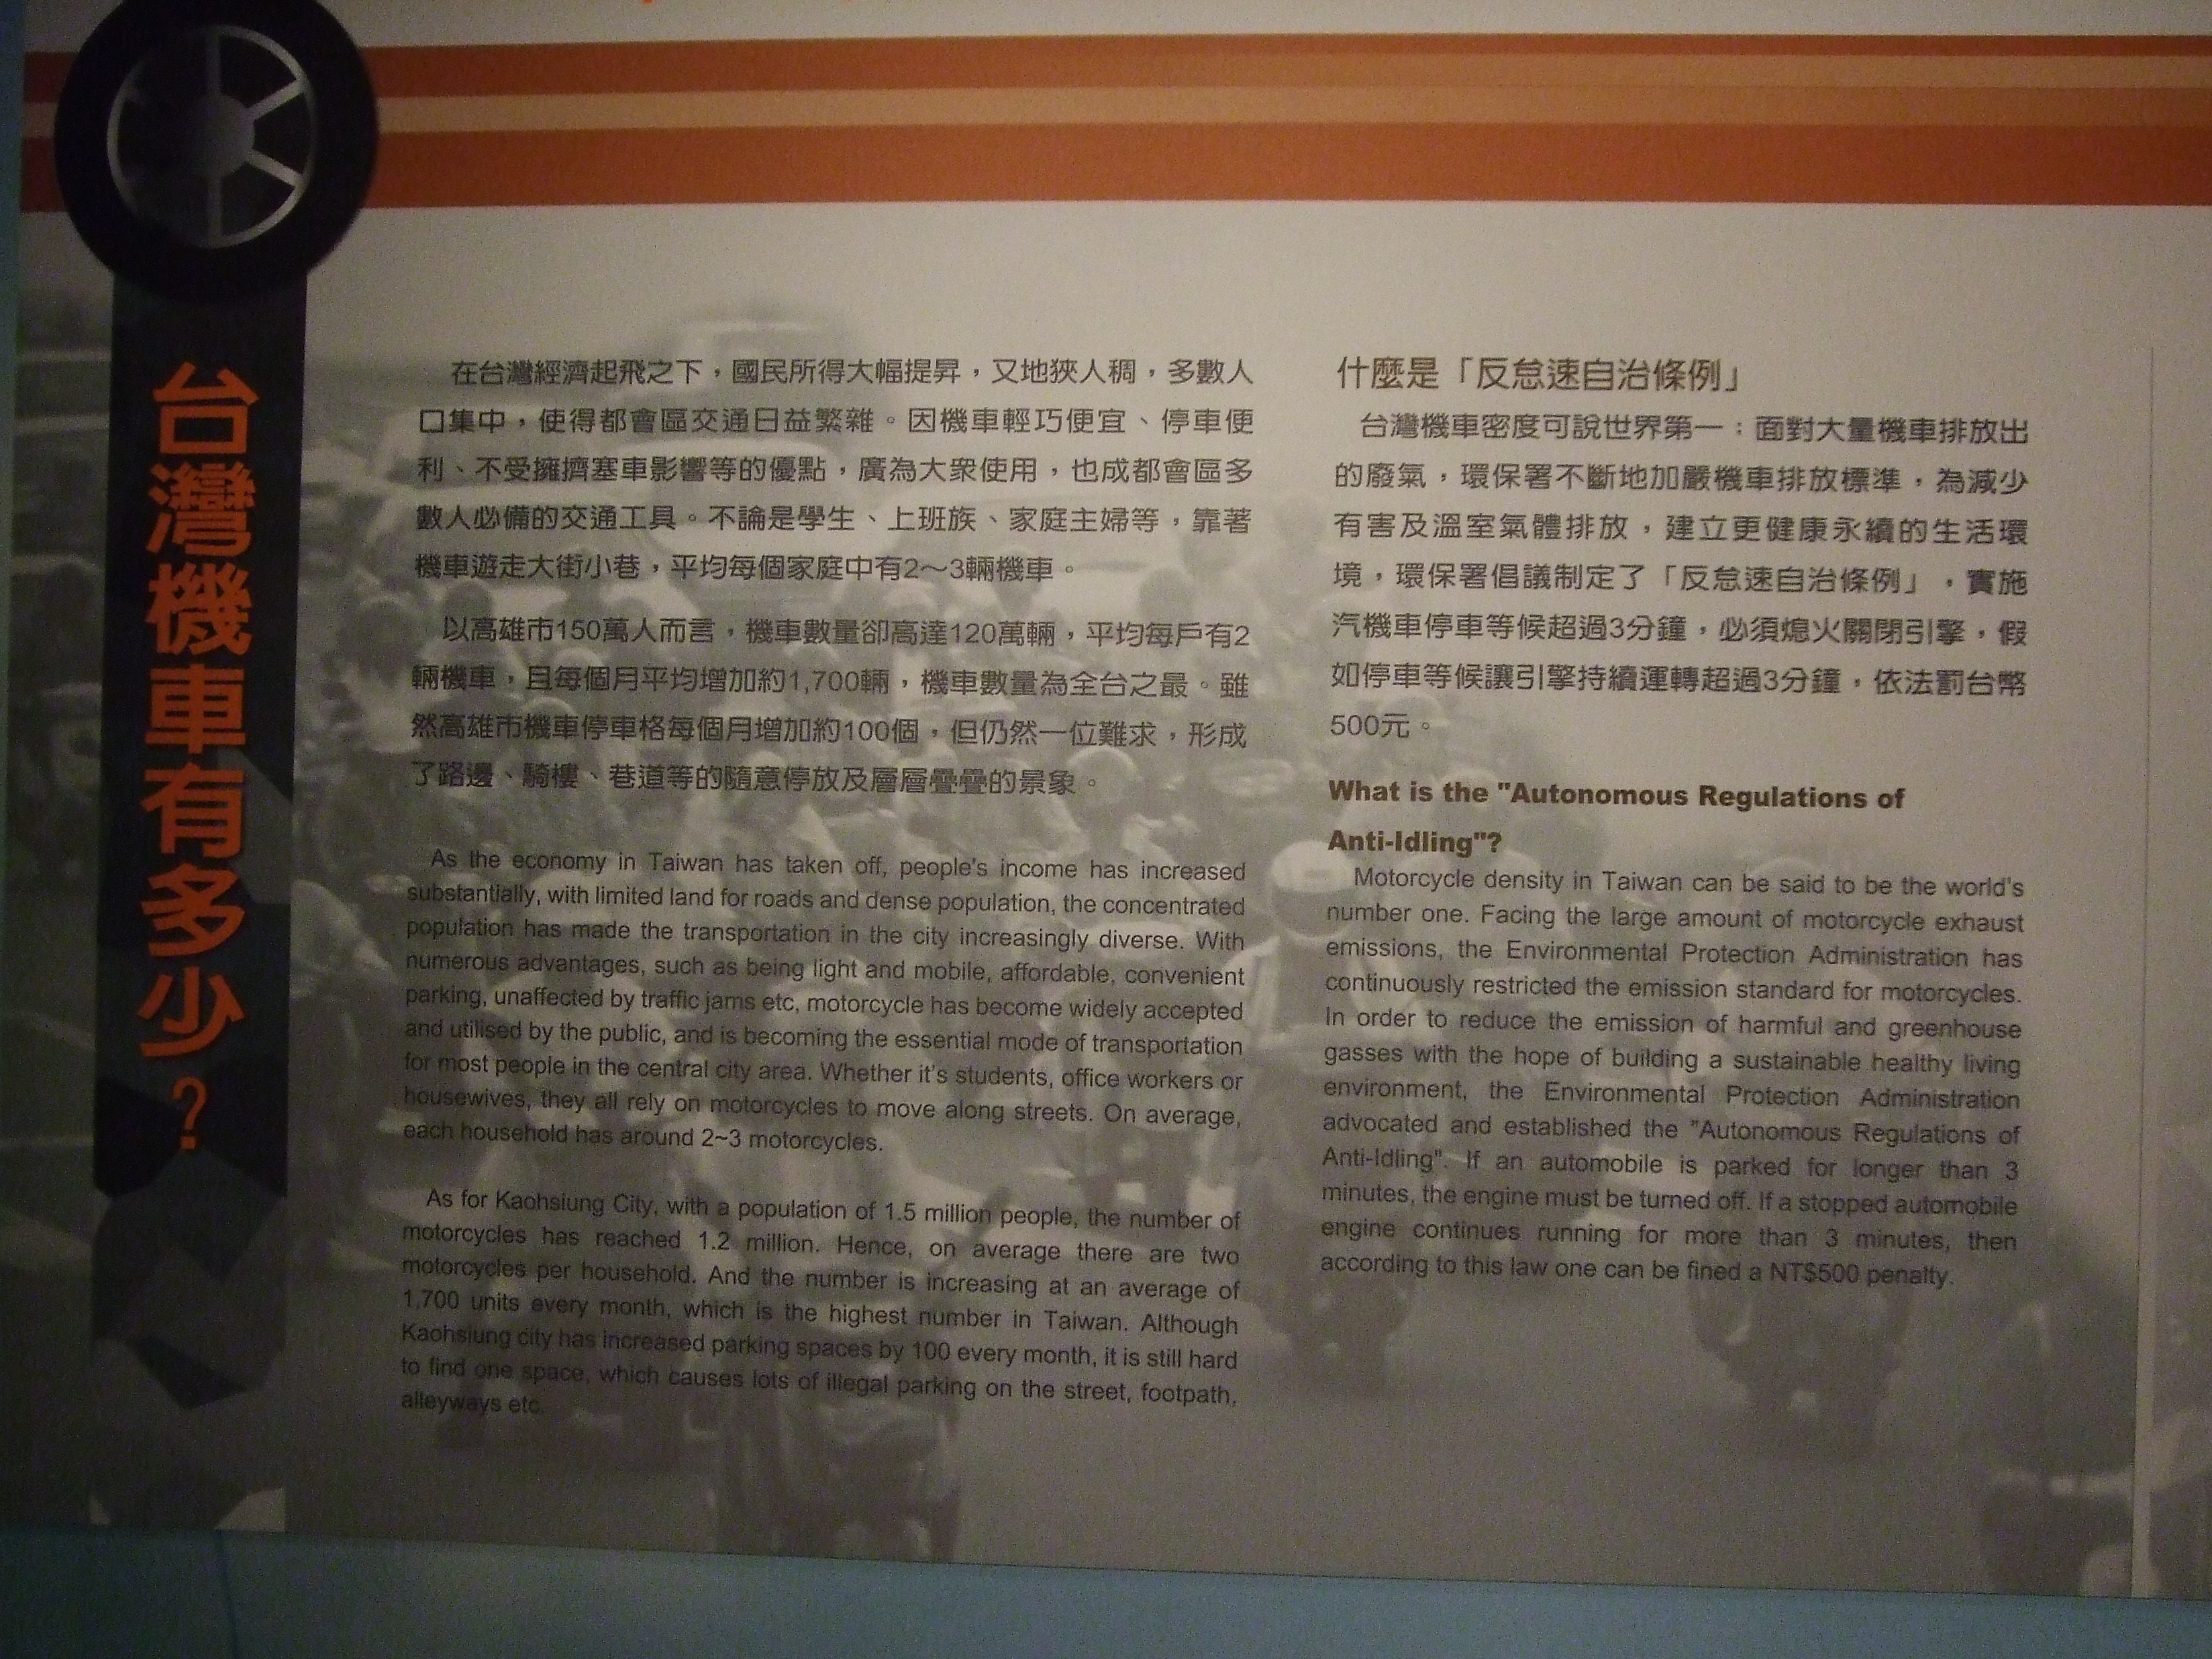 台灣機車有多少？
在台灣經濟起飛之下，國民所得大幅提昇，又地狹人稠，多數人
口集中，使得都會區交通日益繁雜。因機車輕巧便宜、停車便
利、不受擁擠塞車影響等的優點，廣為大眾使用，也成都會區多
數人必備的交通工具。不論是學生、上班族、家庭主婦等，靠著
機車遊走大街小巷，平均每個家庭中有2～3輛機車。
以高雄市150萬人而言，機車數量卻高達120萬輛，平均每戶有2
輛機車，且每個月平均增加約1,700輛，機車數量為全台之最。雖
然高雄市機車停車格每個月增加約100個，但仍然一位難求，形成
了路邊、騎樓、巷道等的隨意停放及層層疊疊的景象。
As the economy in Taiwan has taken off, people's income has increased
substantially, with limited land for roads and dense population, the concentrated
population has made the transportation in the city increasingly diverse. With
numerous advantages, such as being light and mobile, affordable, convenient
parking, unaffected by traffic jams etc, motorcycle has become widely accepted
and utilised by the public, and is becoming the essential mode of transportation
for most people in the central city area. Whether it's students, office workers or
housewives, they all rely on motorcycles to move along streets. On average,
each household has around 2~3 motorcycles.
As for Kaohsiung City, with a population of 1.5 million people, the number of
motorcycles has reached 1.2 million. Hence, on average there are two
motorcycles per household. And the number is increasing at an average of
1,700 units every month, which is the highest number in Taiwan. Although
Kaohsiung city has increased parking spaces by 100 every month, it is still hard
to find one space, which causes lots of illegal parking on the street, footpath,
alleyways etc.
什麼是「反怠速自治條例」
台灣機車密度可說世界第一；面對大量機車排放出
的廢氣，環保署不斷地加嚴機車排放標準，為減少
有害及溫室氣體排放，建立更健康永續的生活環
境，環保署倡議制定了「反怠速自治條例」，實施
汽機車停車等候超過3分鐘，必須熄火關閉引擎，假
如停車等候讓引擎持續運轉超過3分鐘，依法罰台幣
500元。
What is the "Autonomous Regulations of
Anti-Idling"?
Motorcycle density in Taiwan can be said to be the world's
number one. Facing the large amount of motorcycle exhaust
emissions, the Environmental Protection Administration has
continuously restricted the emission standard for motorcycles.
In order to reduce the emission of harmful and greenhouse
gasses with the hope of building a sustainable healthy living
environment, the Environmental Protection Administration
advocated and established the "Autonomous Regulations of
Anti-Idling". If an automobile is parked for longer than 3
minutes, the engine must be turned off. If a stopped automobile
engine continues running for more than 3 minutes, then
according to this law one can be fined a NT$500 penalty.